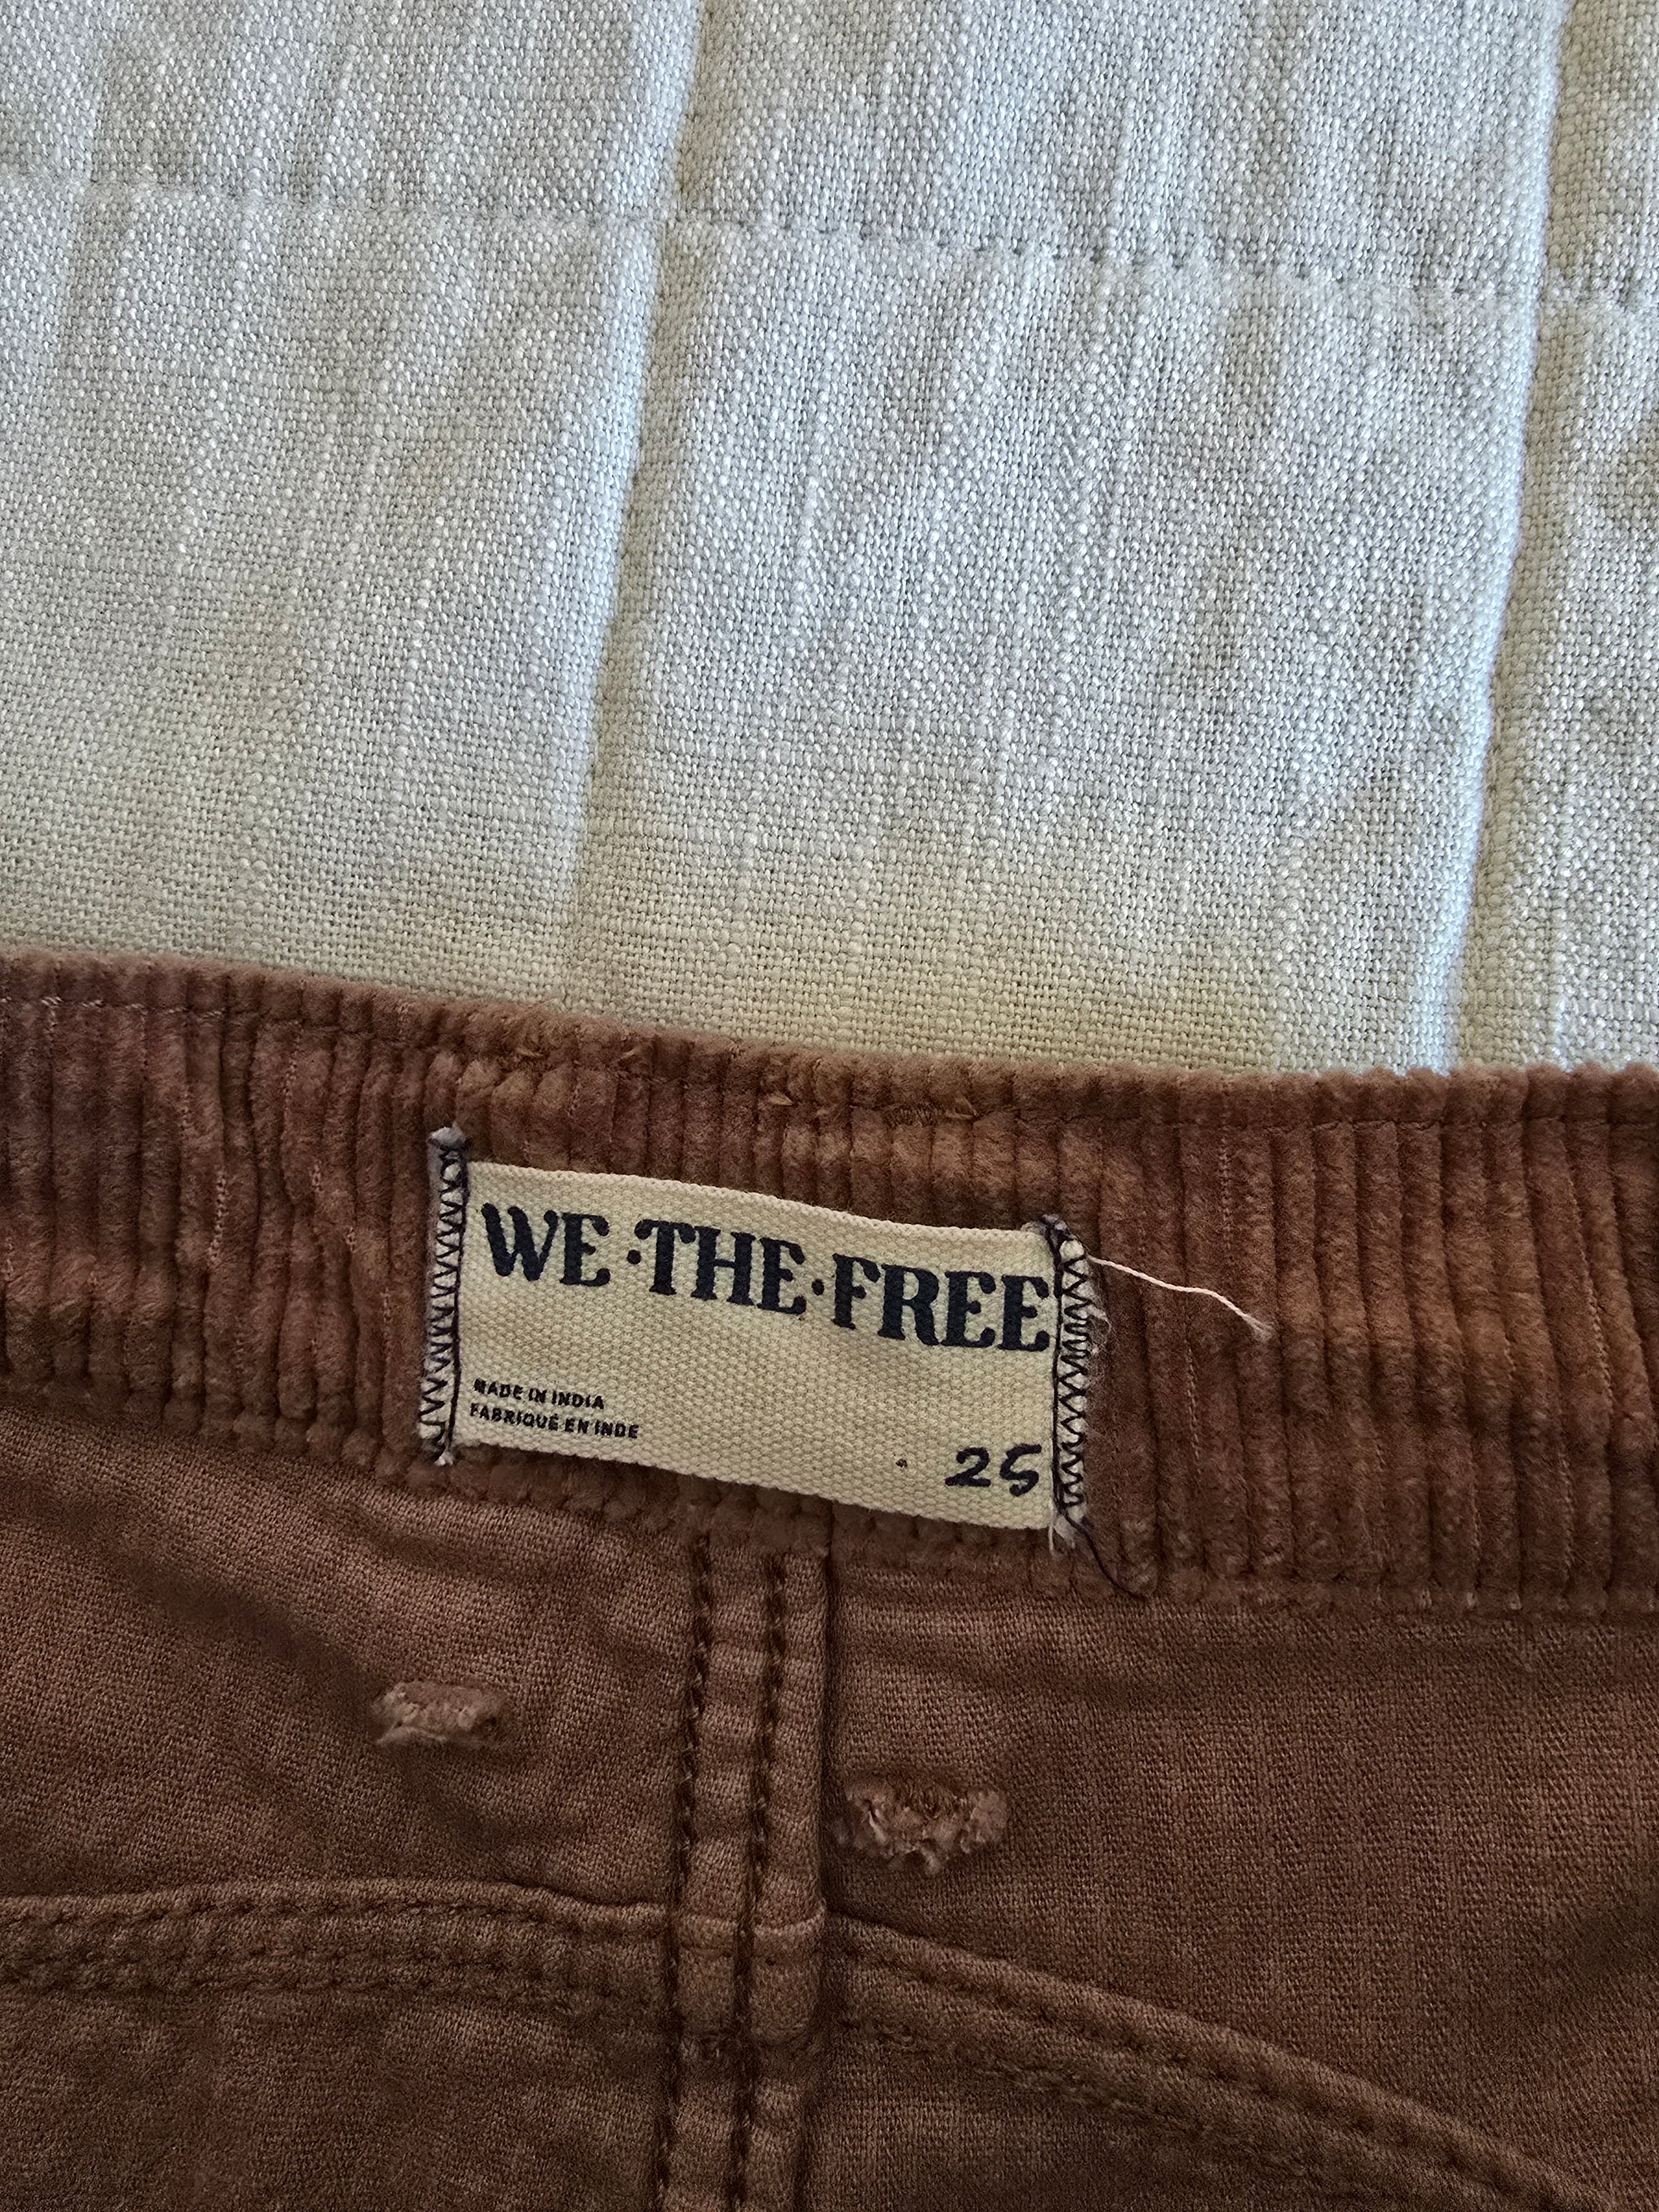 WE·THE·FREE
MADE IN INDIA
FABRIQUÉ EN INDE
25